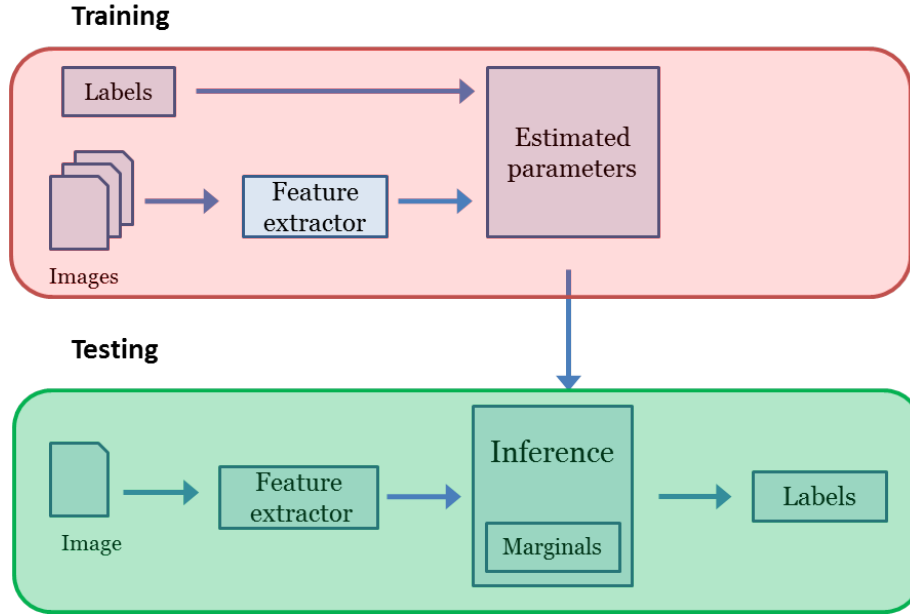 Training
Labels
Estimated
parameters
Feature
extractor
Images
Testing
Inference
Feature
extractor
Labels
Marginals
Image